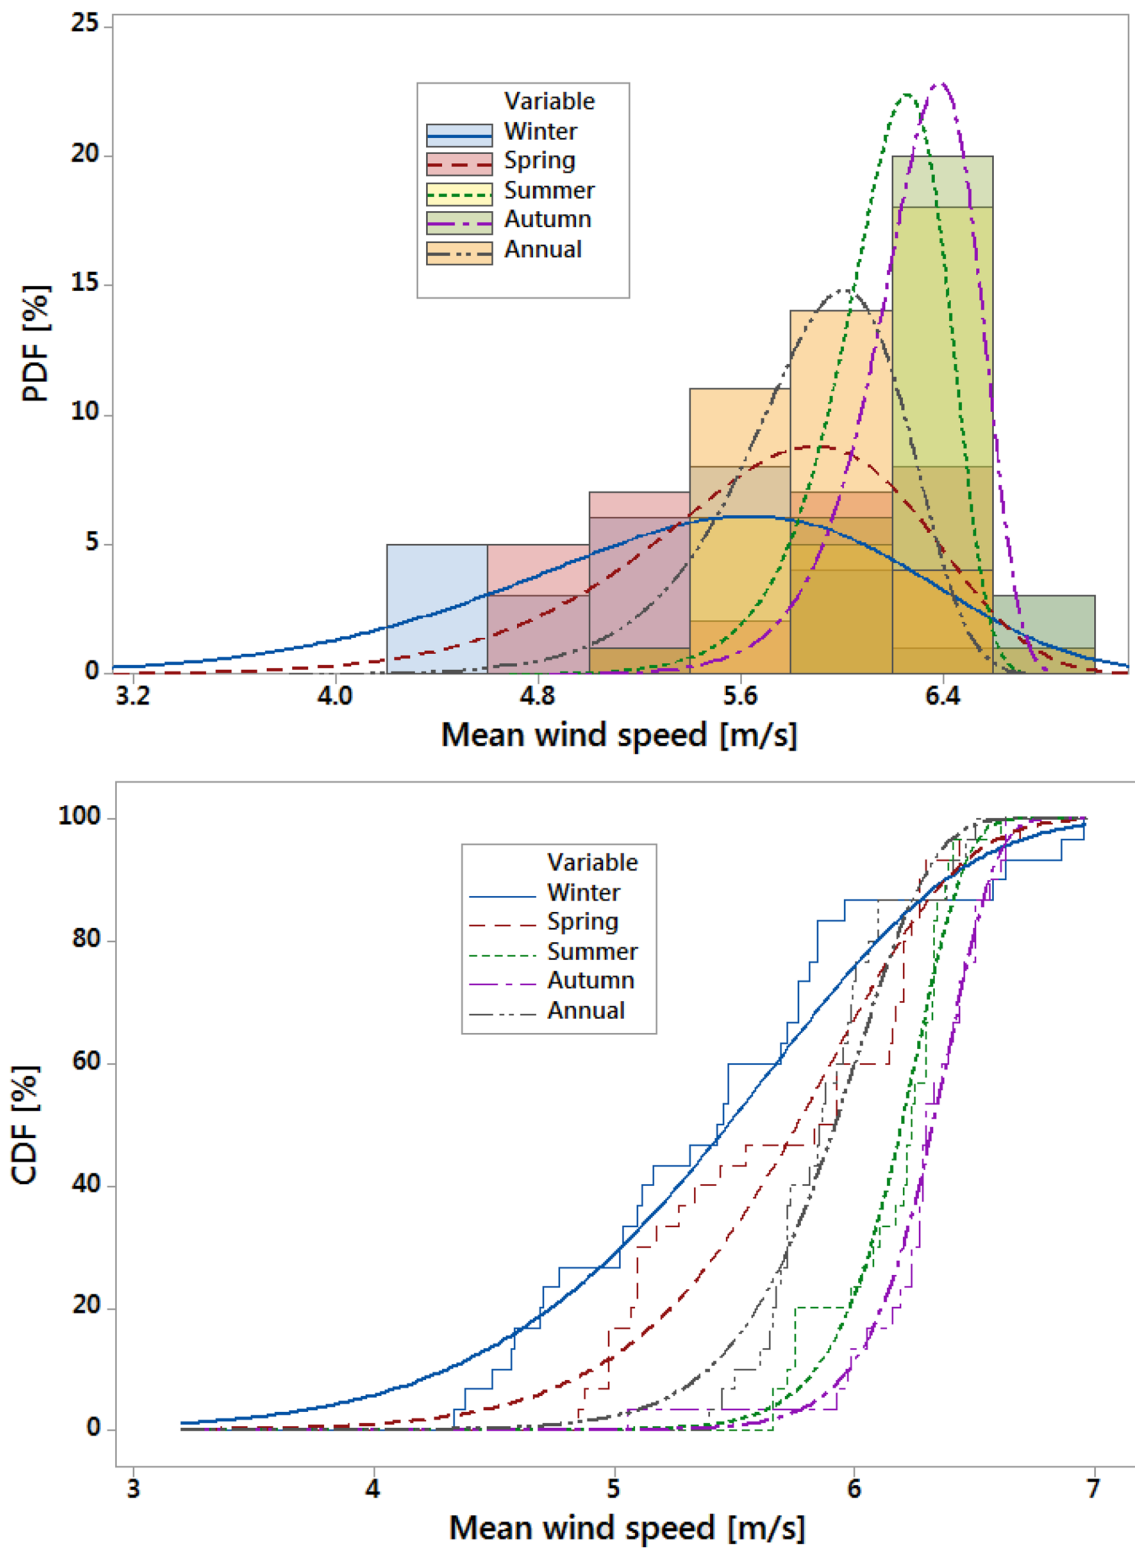 25
20
15
10
5
0
PDF [%]
Variable
Winter
Spring
Summer
Autumn
Annual
3.2 4.0 4.8 5.6 6.4
Mean wind speed [m/s]
100
80
60
40
20
0
CDF [%]
Variable
Winter
Spring
Summer
Autumn
Annual
3 4 5 6 7
Mean wind speed [m/s]